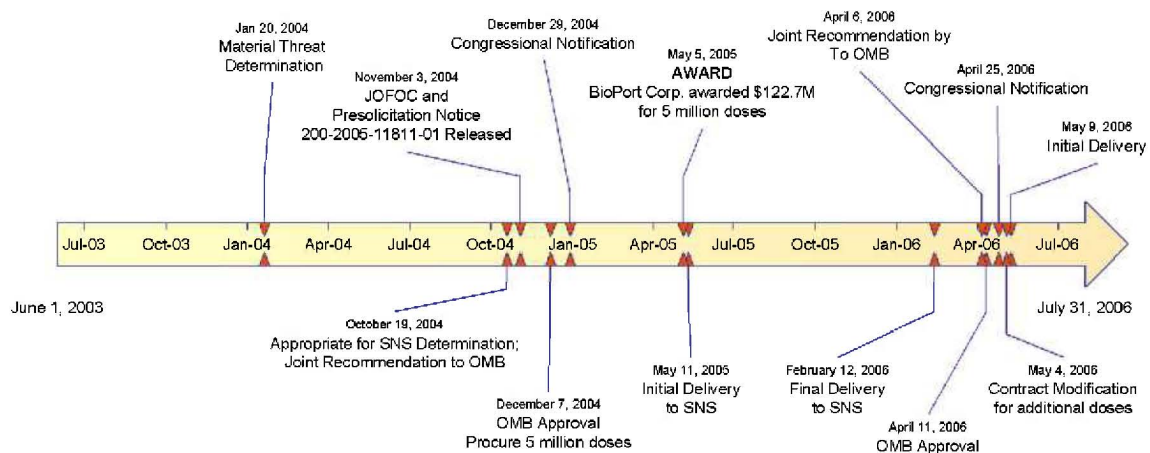 Jan 20, 2004
Material Threat
Determination
November 3, 2004
JOFOC and
Presolicitation Notice
200-2005-11811-01 Released
December 29, 2004
Congressional Notification
May 5, 2005
AWARD
BioPort Corp. awarded $122.7M
for 5 million doses
April 6, 2006
Joint Recommendation by
To OMB
April 25, 2006
Congressional Notification
May 9, 2006
Initial Delivery
Jul-03 Oct-03 Jan-04 Apr-04 Jul-04 Oct-04 Jan-05 Apr-05 Jul-05 Oct-05 Jan-06 Apr-06 Jul-06
June 1, 2003
July 31, 2006
October 19, 2004
Appropriate for SNS Determination;
Joint Recommendation to OMB
December 7, 2004
OMB Approval
Procure 5 million doses
May 11, 2005
Initial Delivery
to SNS
February 12, 2006
Final Delivery
to SNS
April 11, 2006
OMB Approval
May 4, 2006
Contract Modification
for additional doses